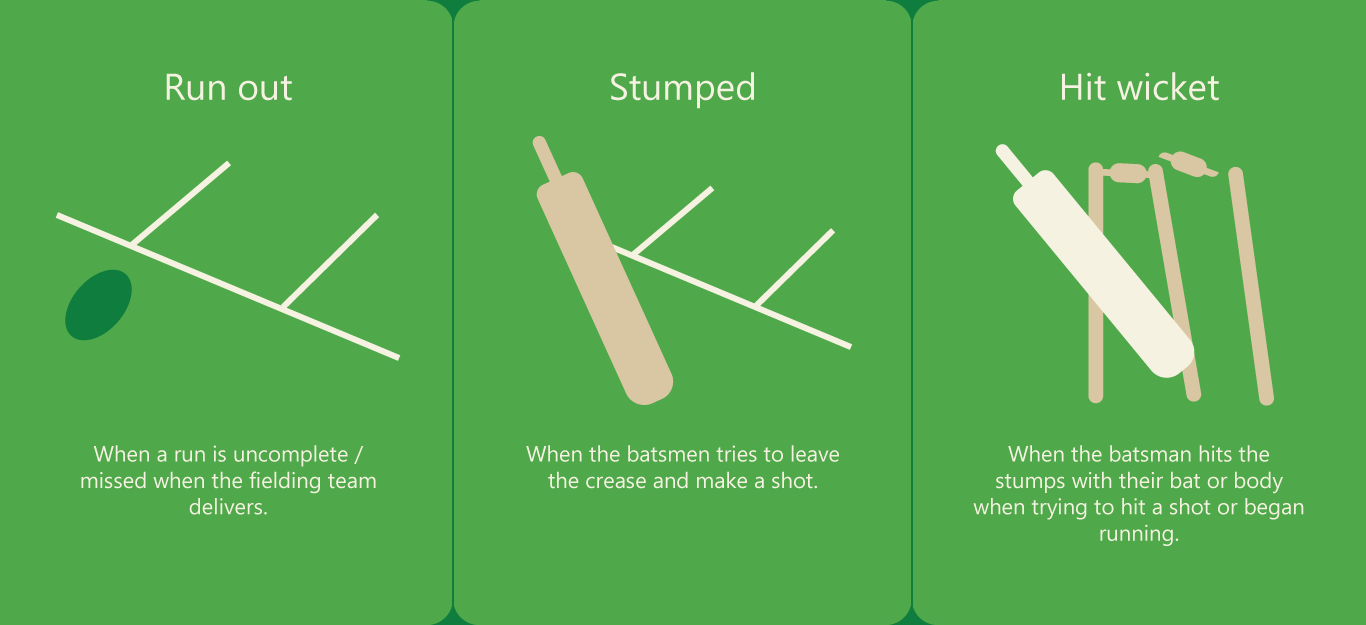 Run out
When a run is uncomplete /
missed when the fielding team
delivers.
Stumped
When the batsmen tries to leave
the crease and make a shot.
Hit wicket
When the batsman hits the
stumps with their bat or body
when trying to hit a shot or began
running.